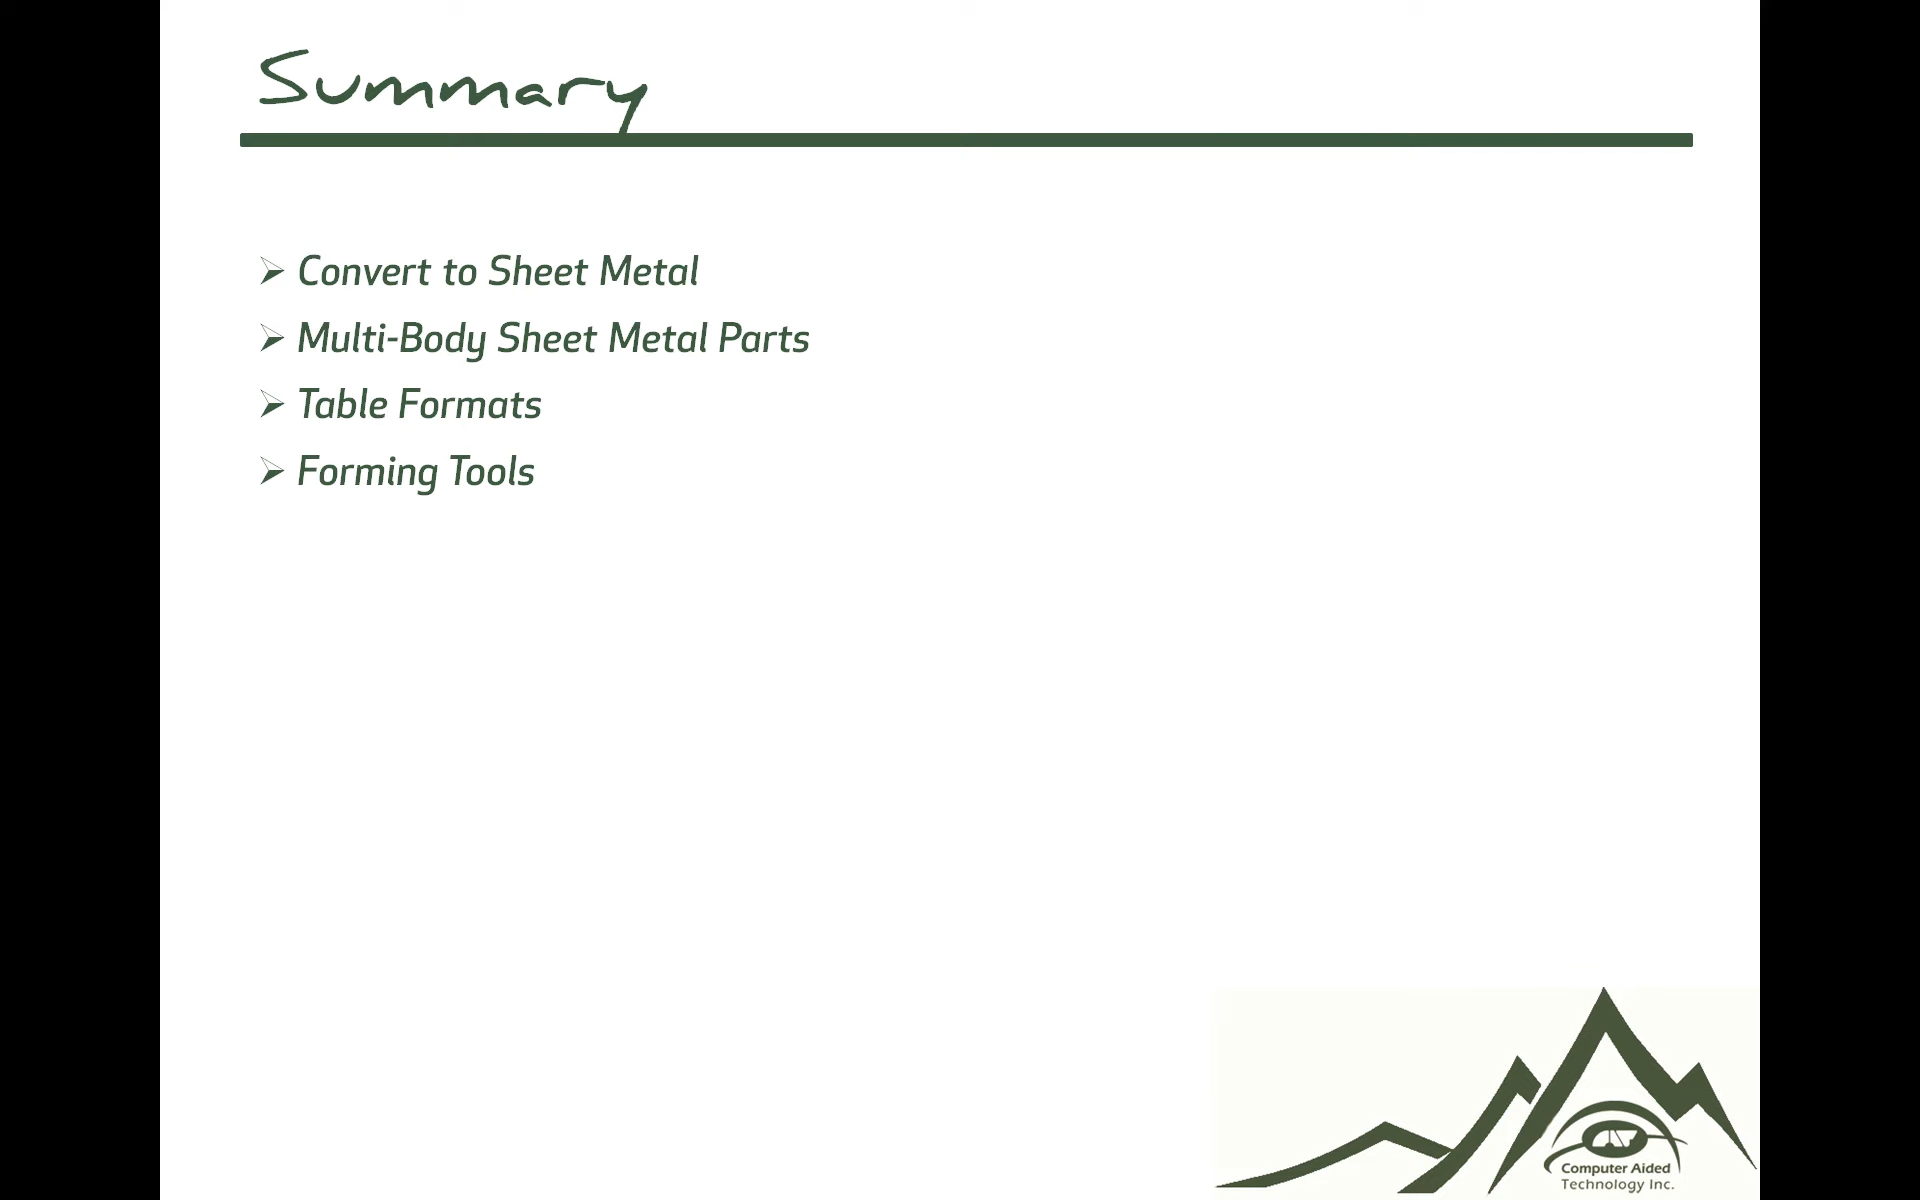 Summary
Convert to Sheet Metal
Multi-Body Sheet Metal Parts
Table Formats
Forming Tools
Computer Aided
Technology Inc.